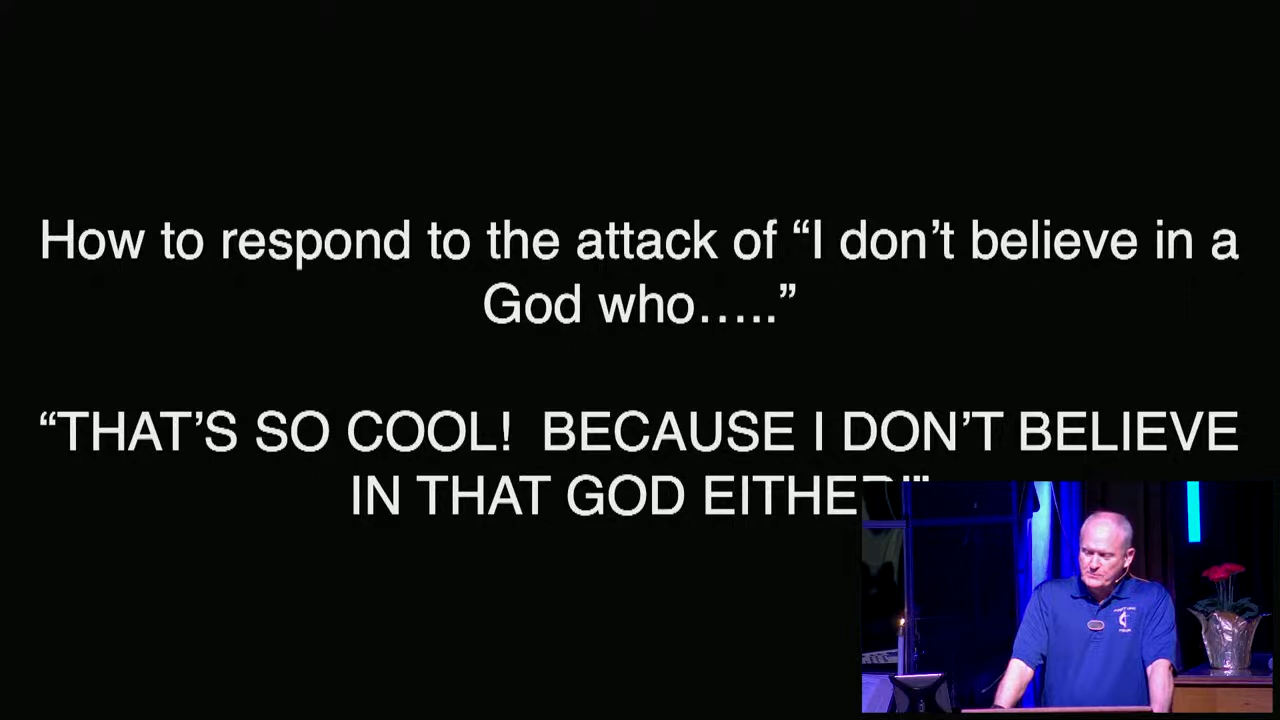 How to respond to the attack of “I don’t believe in a
God who…..”
“THAT’S SO COOL!  BECAUSE I DON’T BELIEVE
IN THAT GOD EITHER!”